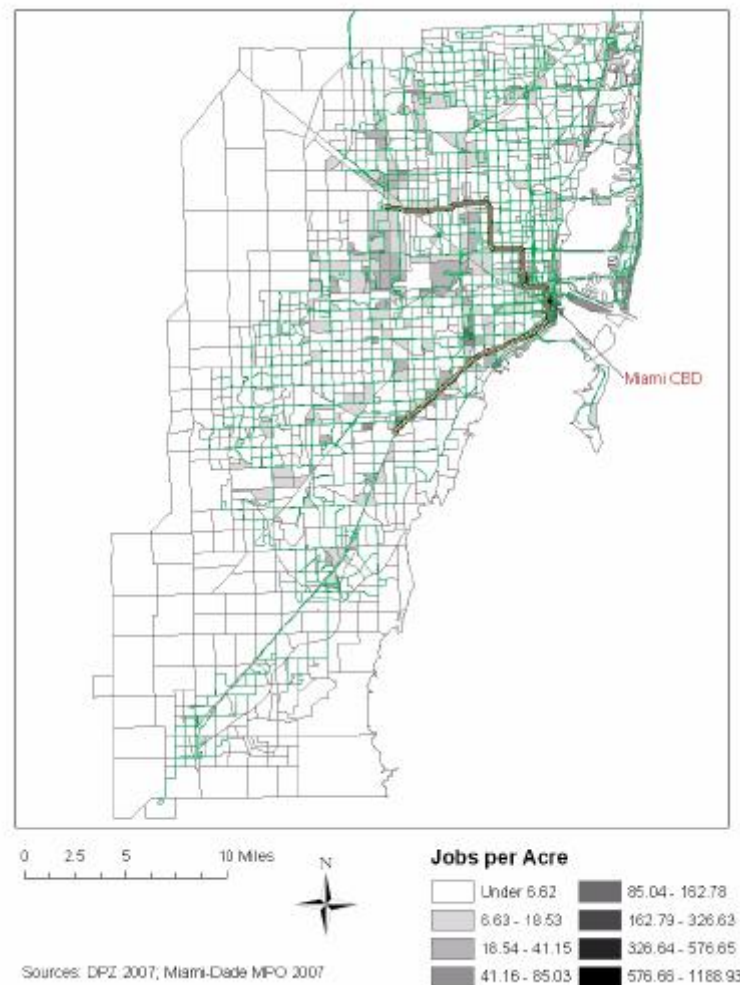 Miami CBD
0 2.5 5 10 Miles
N
Jobs per Acre
Under 6.62
6.63 - 18.53
18.54 - 41.15
41.16 - 85.03
85.04 - 162.78
162.79 - 326.63
326.64 - 576.65
576.66 - 1188.93
Sources: DPZ 2007; Miami-Dade MPO 2007